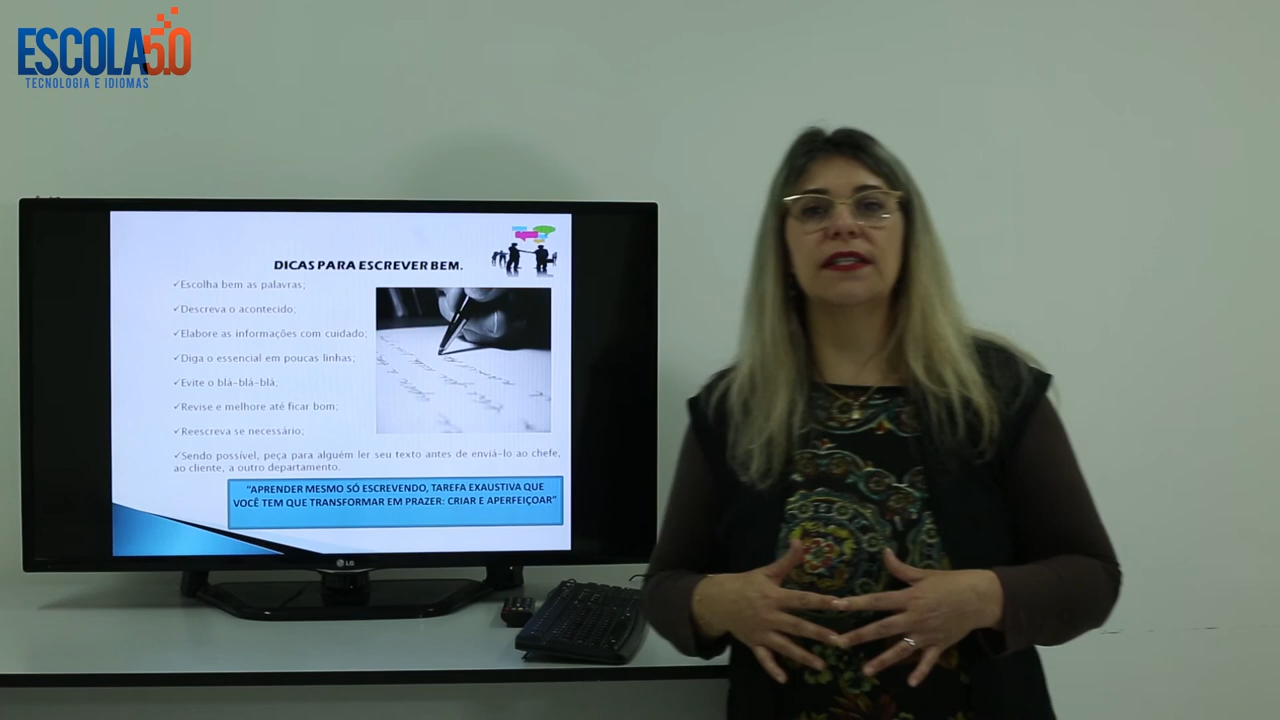 ESCOLA5.0
TECNOLOGIA E IDIOMAS
DICAS PARA ESCREVER BEM.
✓Escolha bem as palavras;
✓Descreva o acontecido;
✓Elabore as informações com cuidado;
✓Diga o essencial em poucas linhas;
✓Evite o blá-blá-blá;
✓Revise e melhore até ficar bom;
✓Reescreva se necessário;
✓Sendo possível, peça para alguém ler seu texto antes de enviá-lo ao chefe,
ao cliente, a outro departamento.
"APRENDER MESMO SÓ ESCREVENDO, TAREFA EXAUSTIVA QUE
VOCÊ TEM QUE TRANSFORMAR EM PRAZER: CRIAR E APERFEIÇOAR"
LG